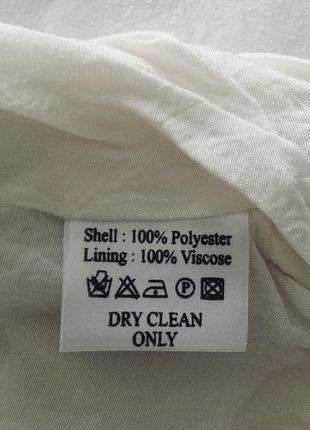 Shell : 100% Polyester
Lining : 100% Viscose
P
DRY CLEAN
ONLY